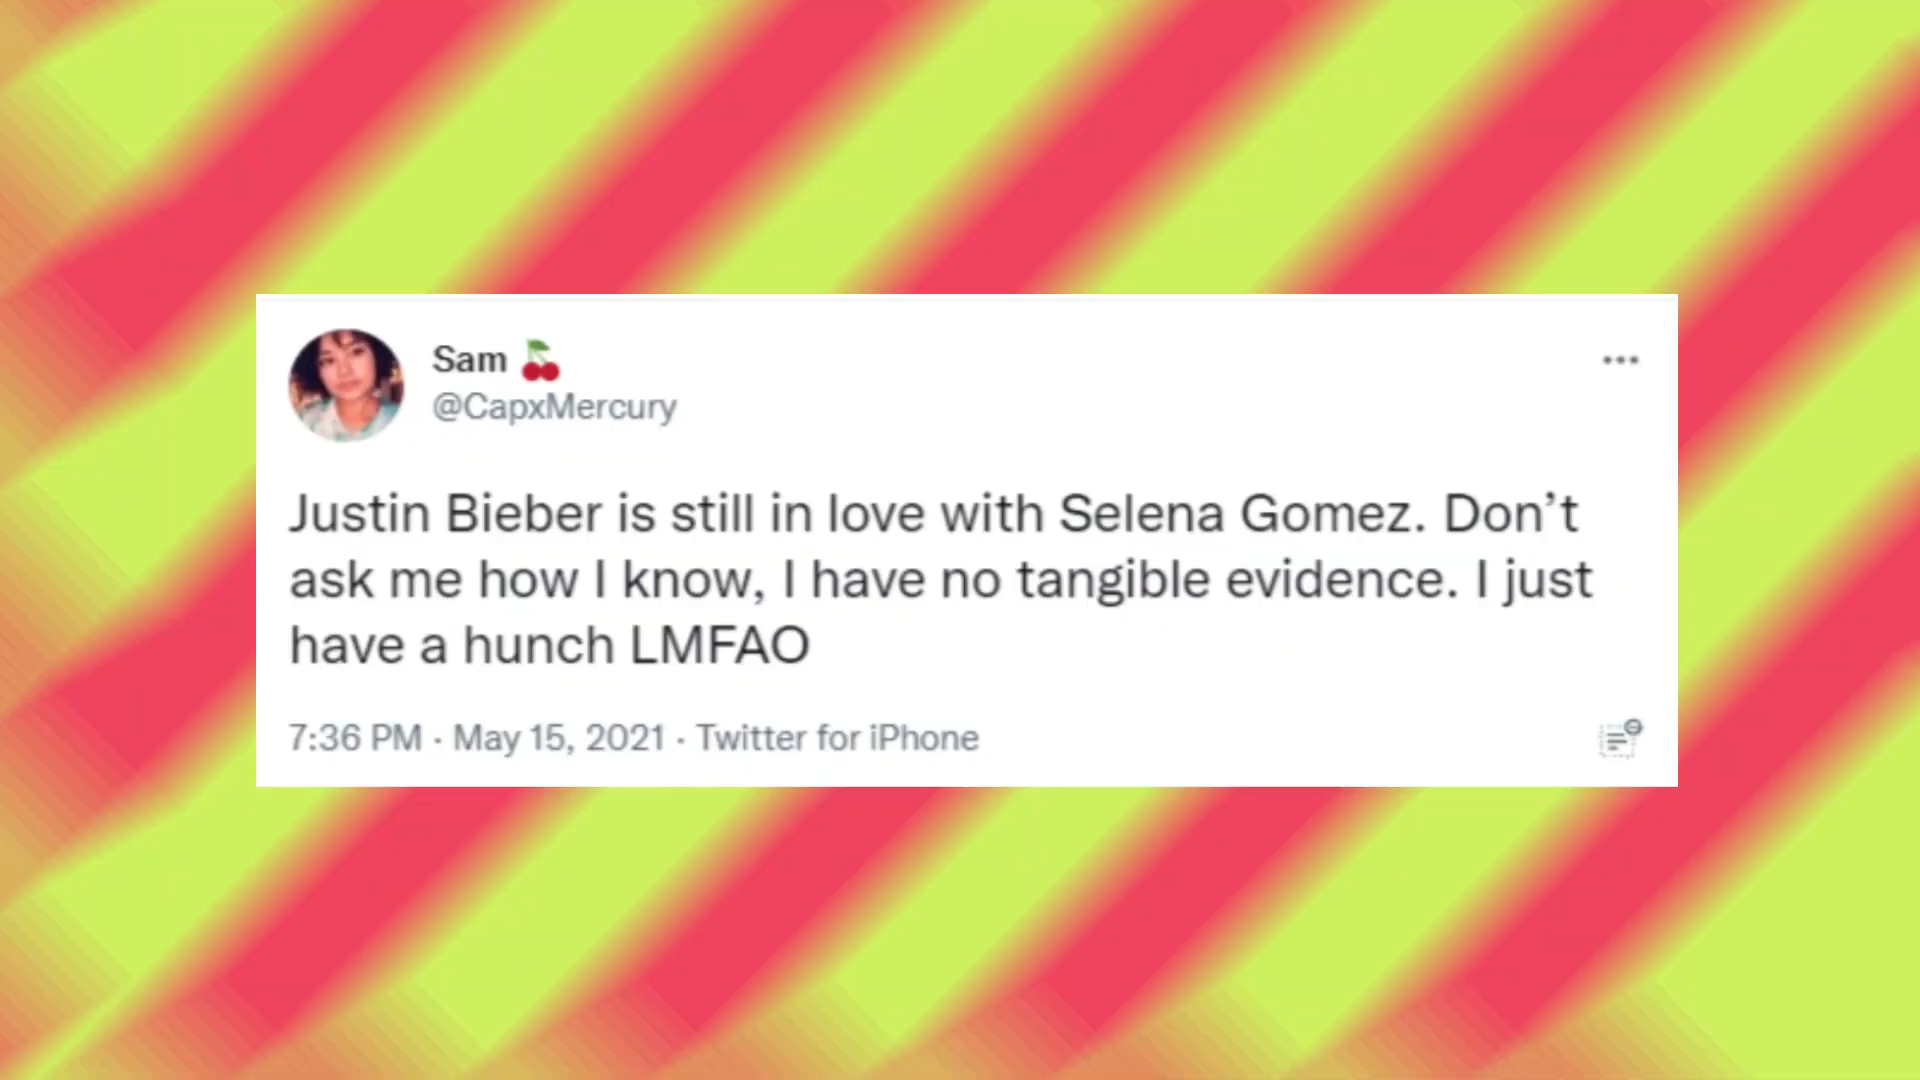 Sam 🍒
@CapxMercury
Justin Bieber is still in love with Selena Gomez. Don’t
ask me how I know, I have no tangible evidence. I just
have a hunch LMFAO
7:36 PM · May 15, 2021 · Twitter for iPhone